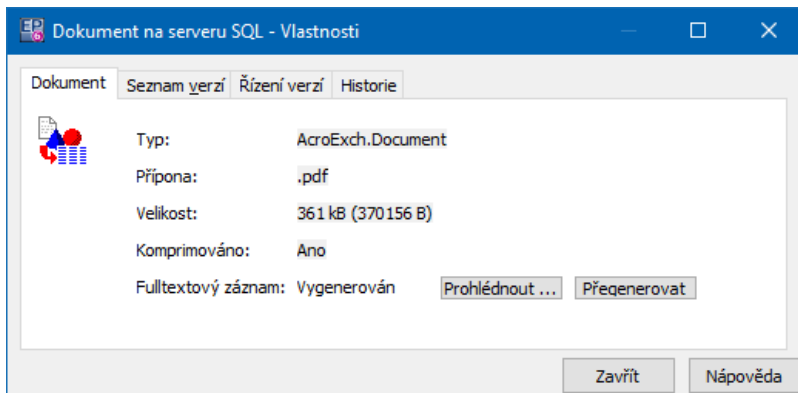 Dokument na serveru SQL - Vlastnosti
Dokument Seznam verzí Řízení verzí Historie
Typ: AcroExch.Document
Přípona: .pdf
Velikost: 361 kB (370156 B)
Komprimováno: Ano
Fulltextový záznam: Vygenerován Prohlédnout ... Přegenerovat
Zavřít Nápověda